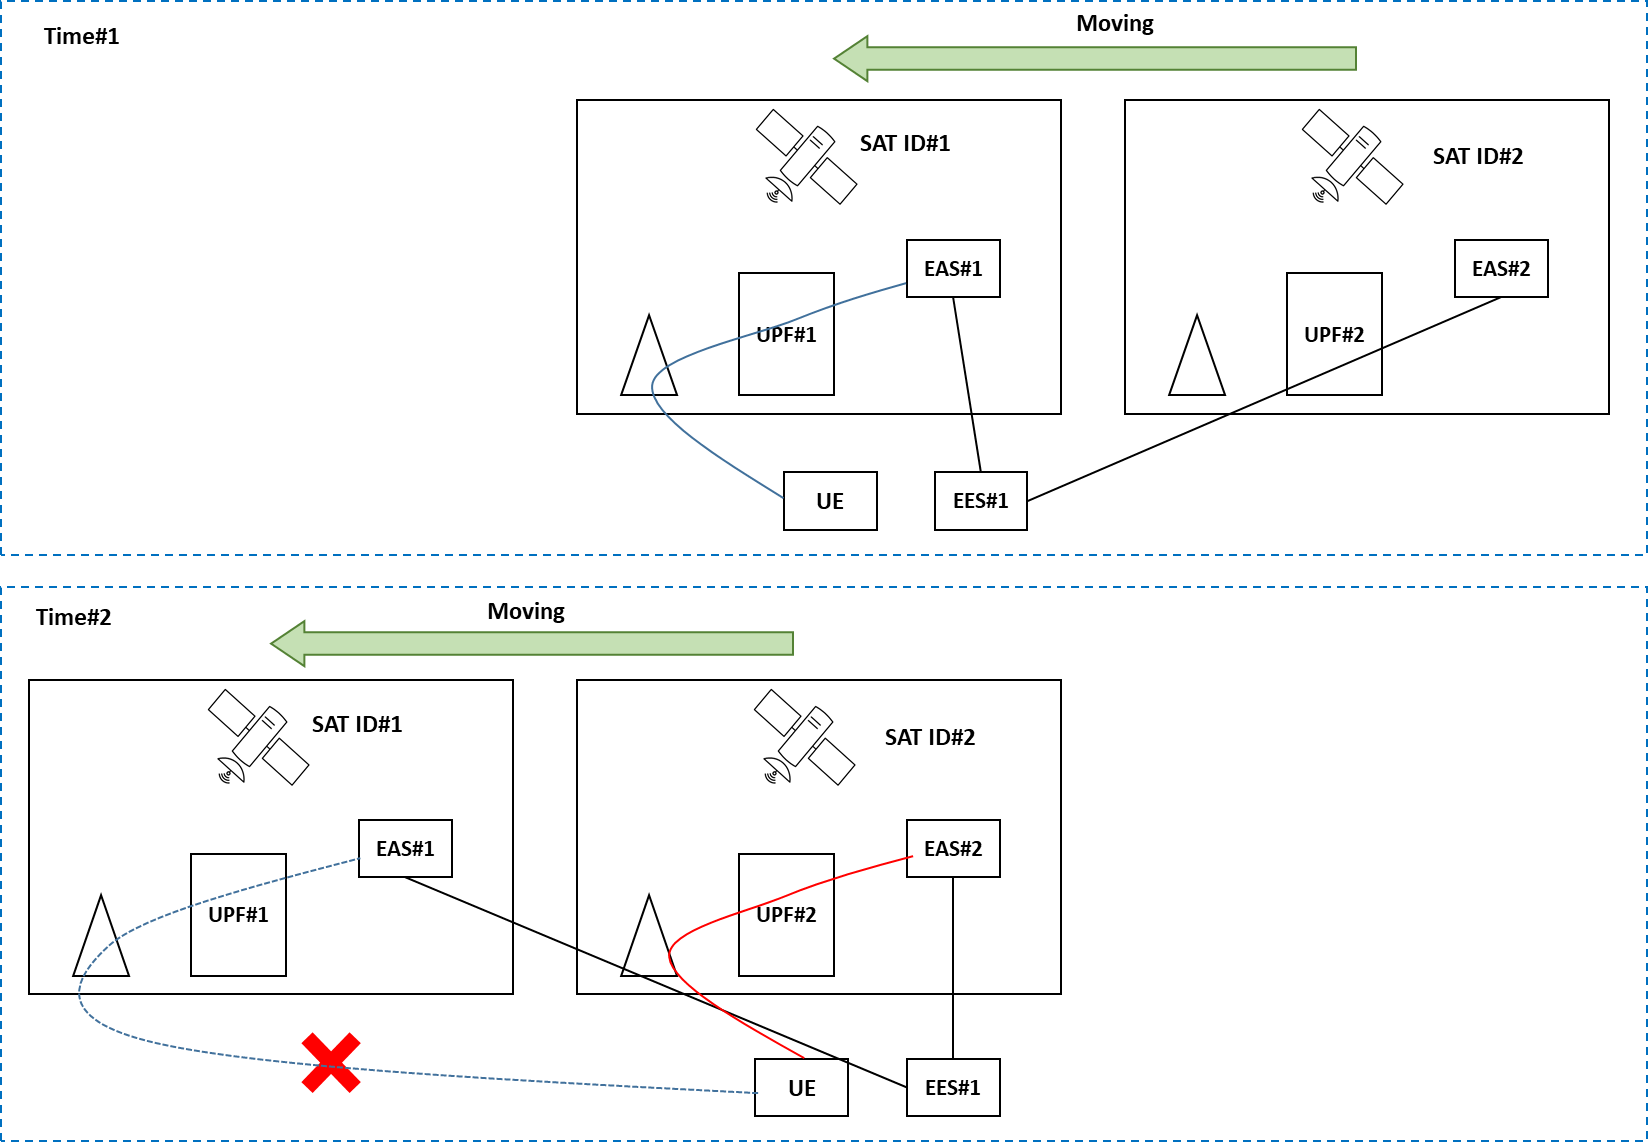 Time#1
Moving
SAT ID#1
SAT ID#2
EAS#1
EAS#2
UPF#1
UPF#2
UE
EES#1
Time#2
Moving
SAT ID#1
SAT ID#2
EAS#1
EAS#2
UPF#1
UPF#2
UE
EES#1